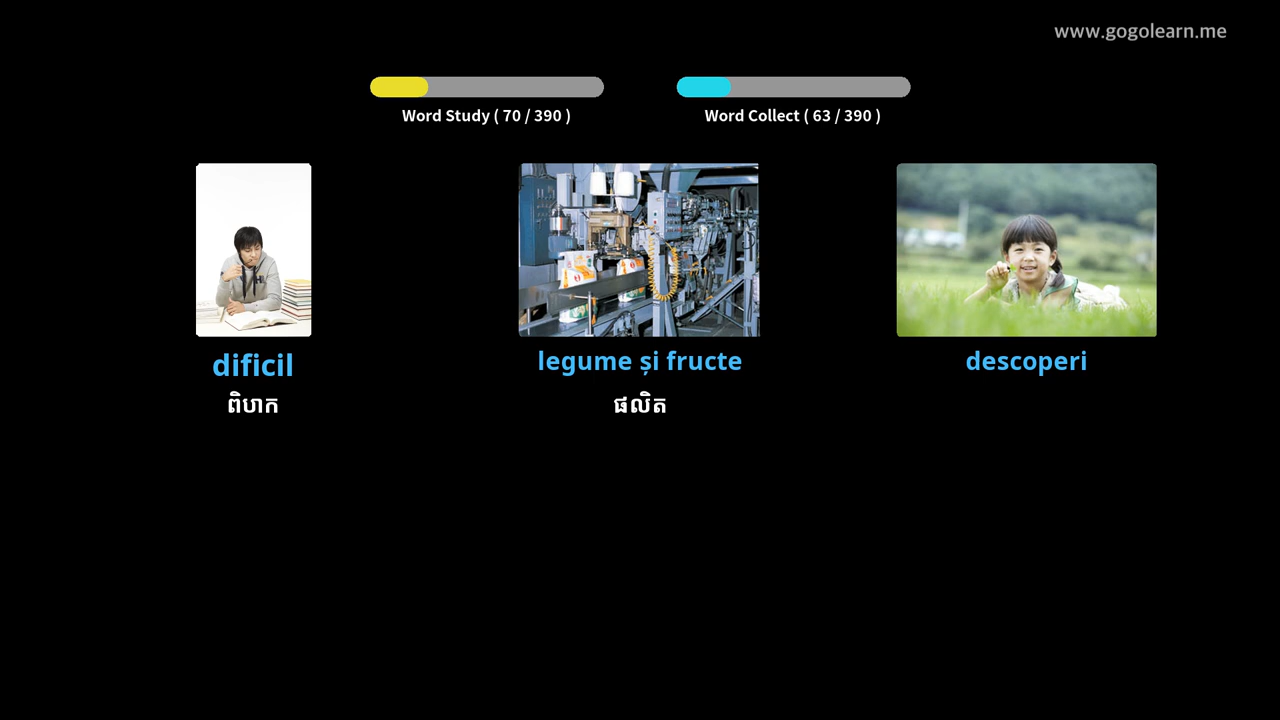 www.gogolearn.me
Word Study ( 70 / 390 )
Word Collect ( 63 / 390 )
dificil
ពិបាក
legume și fructe
ផលិត
descoperi